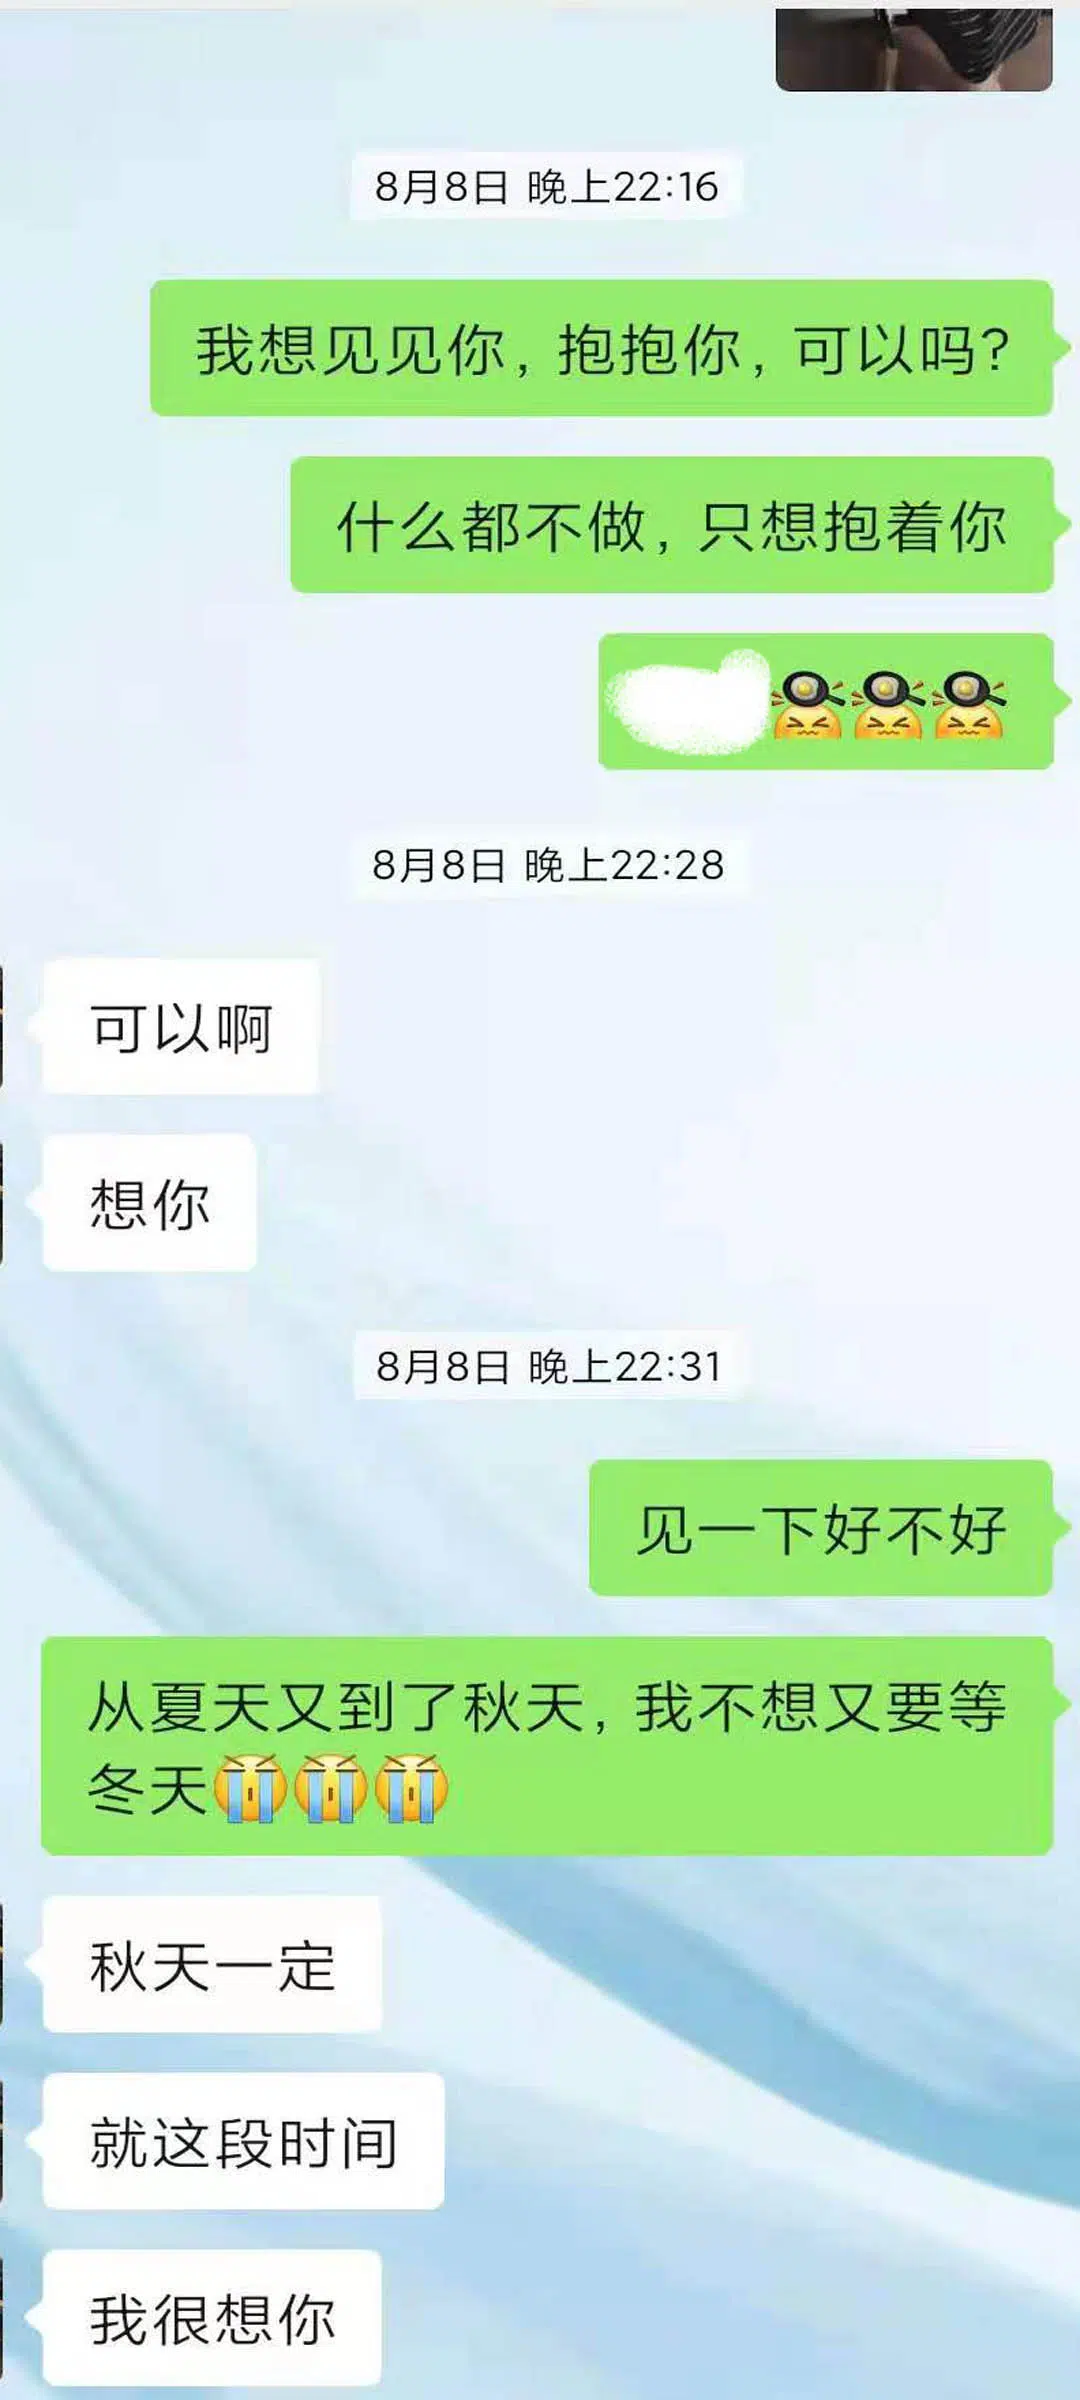 8月8日 晚上22:16
我想见见你，抱抱你，可以吗?
什么都不做，只想抱着你
8月8日 晚上22:28
可以啊
想你
8月8日 晚上22:31
见一下好不好
从夏天又到了秋天，我不想又要等
冬天😭😭😭
秋天一定
就这段时间
我很想你